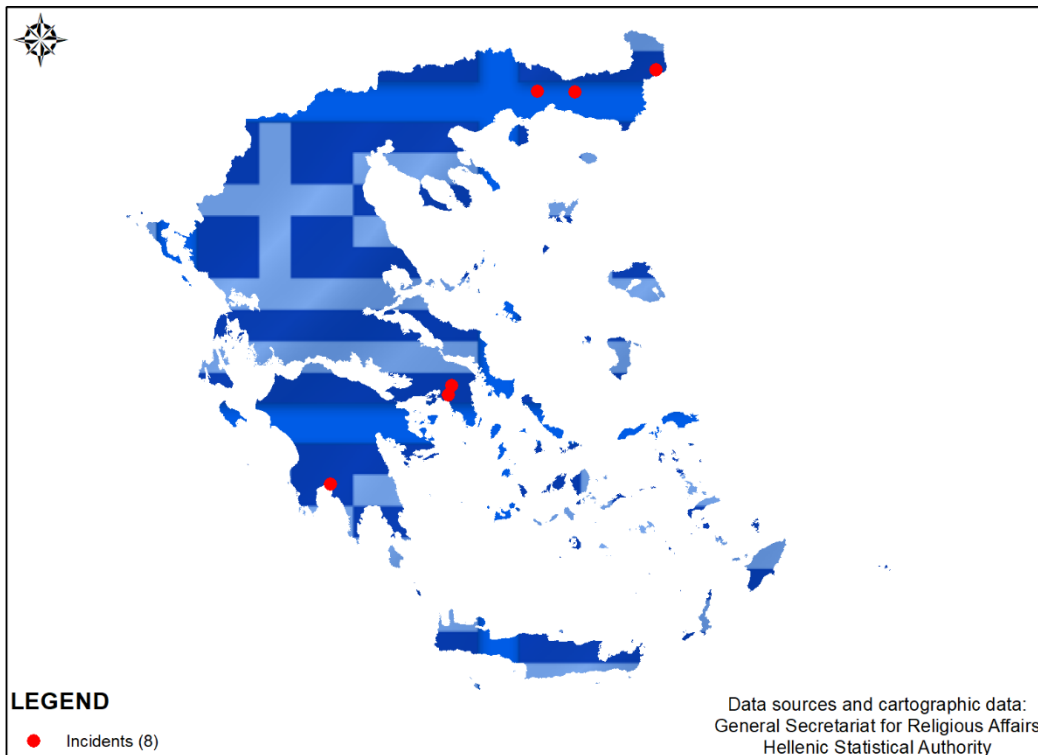 LEGEND
Incidents (8)
Data sources and cartographic data:
General Secretariat for Religious Affairs
Hellenic Statistical Authority